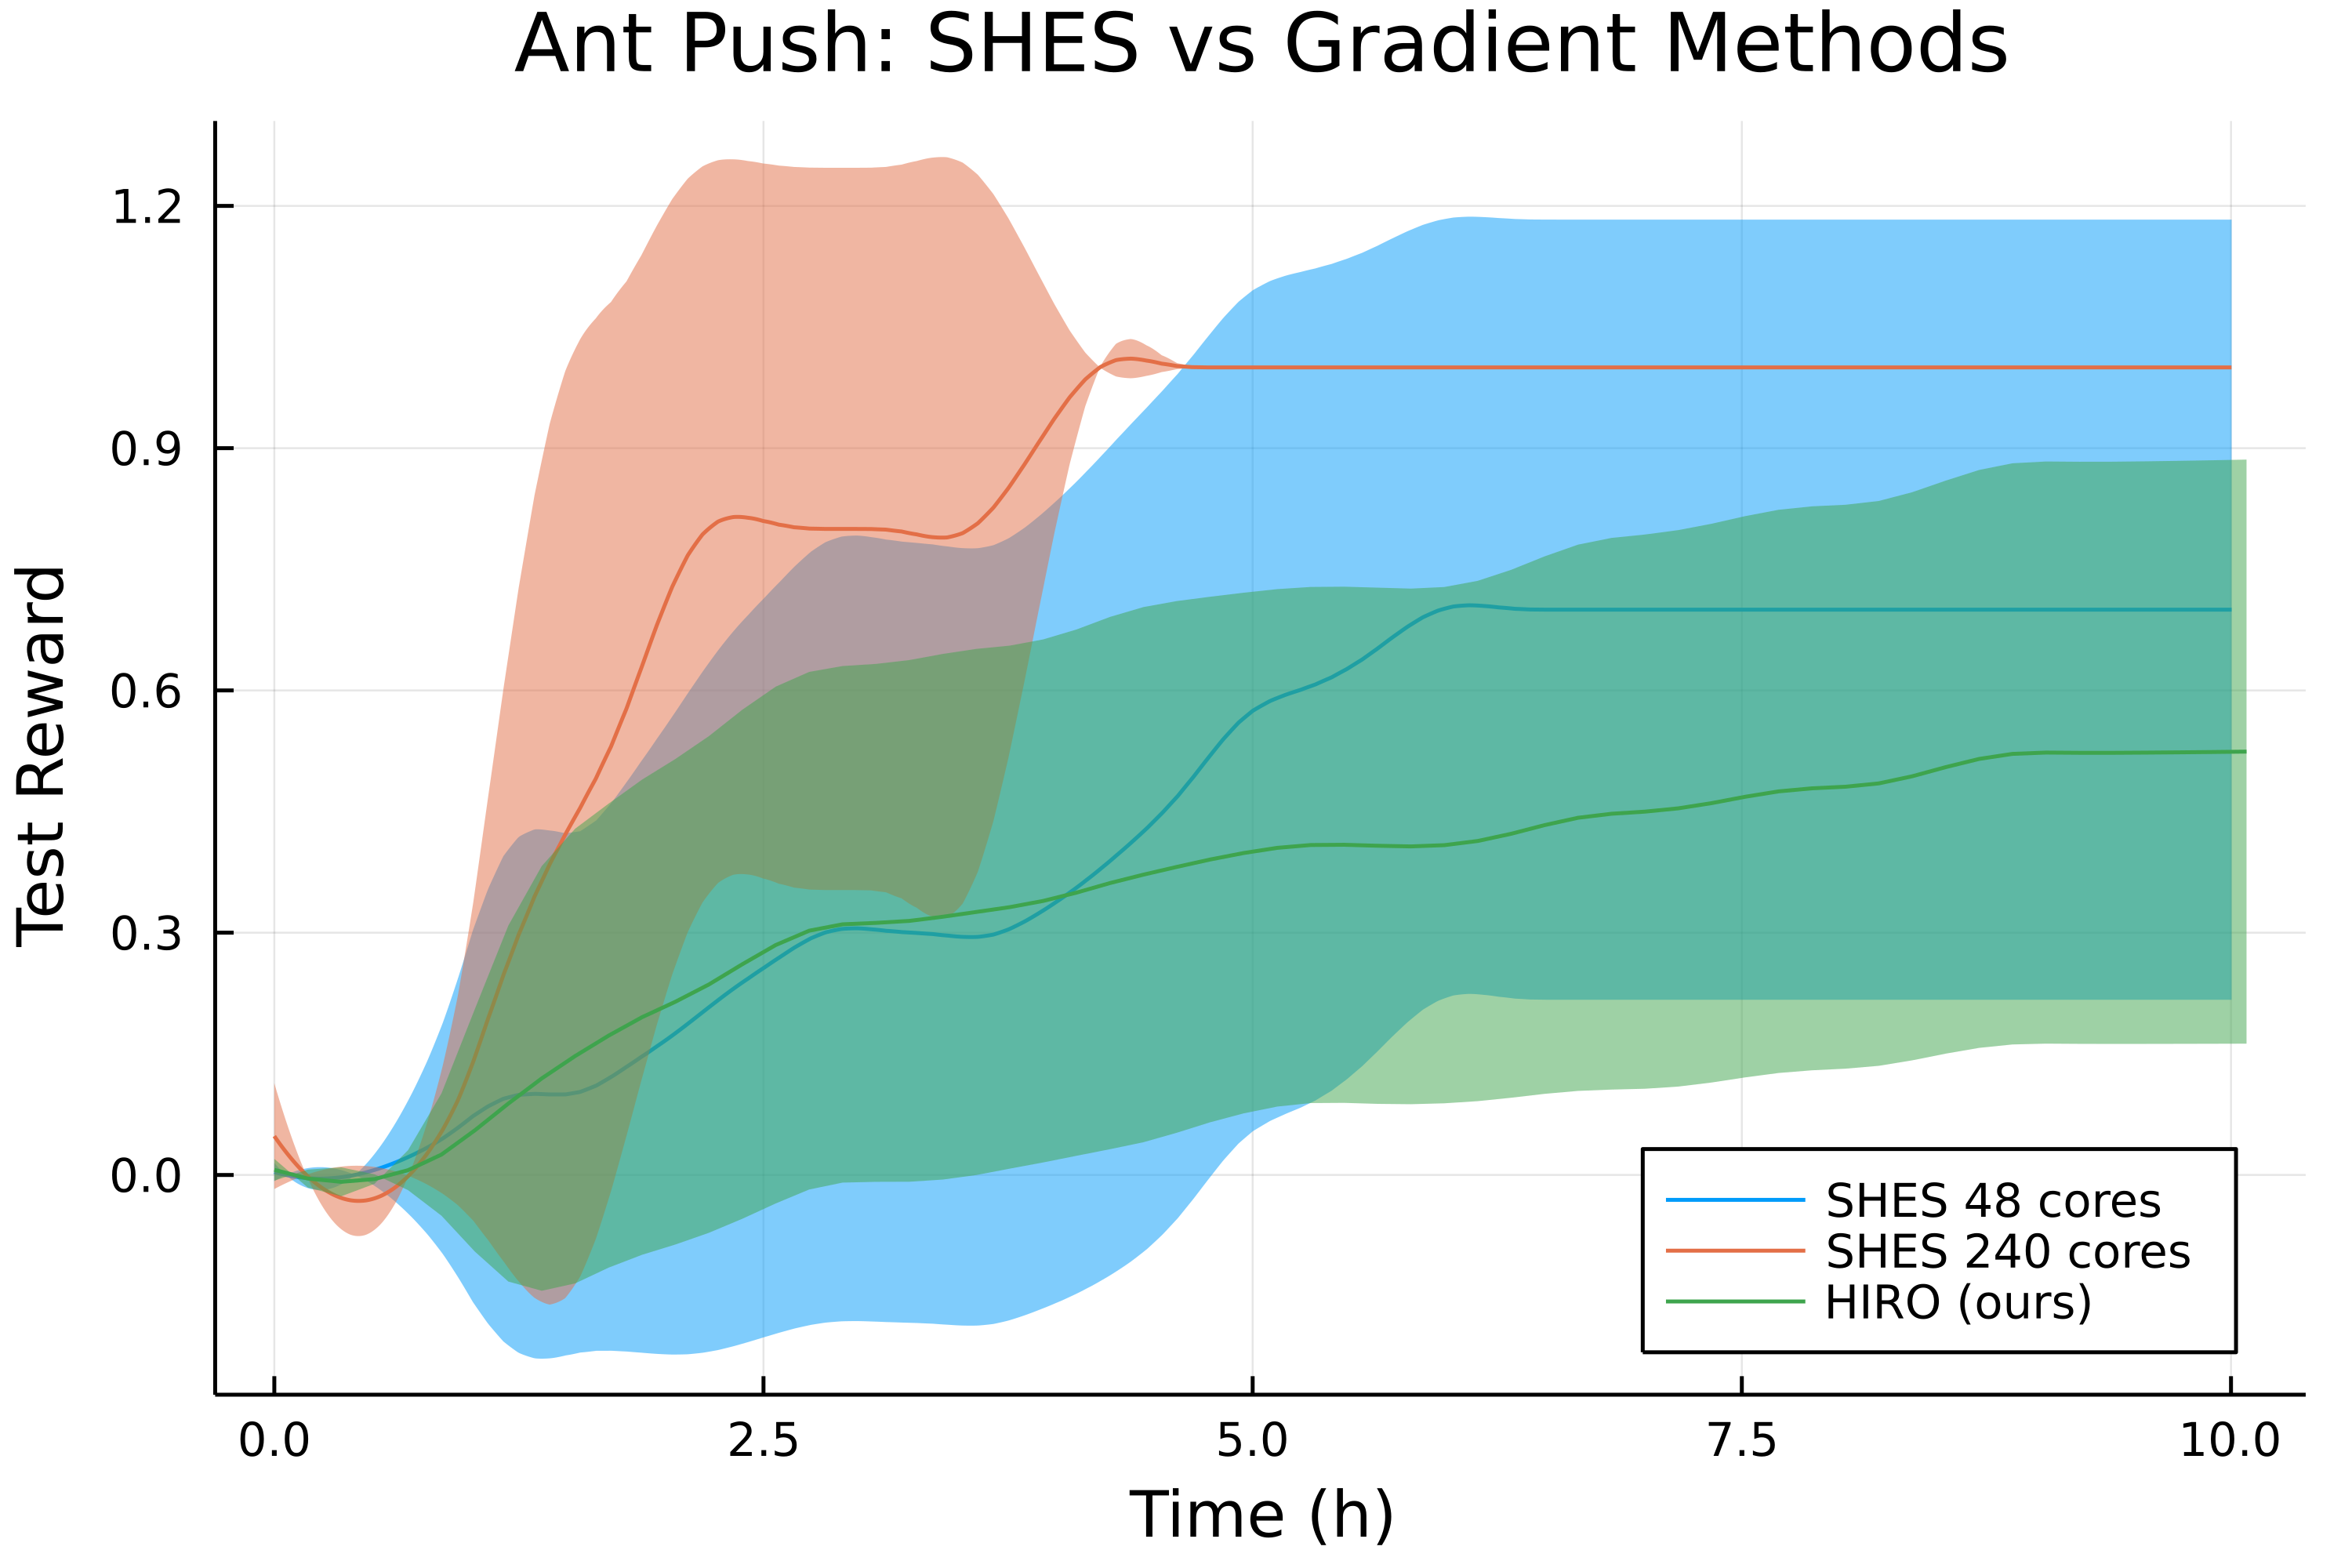 Ant Push: SHES vs Gradient Methods
Test Reward
1.2
0.9
0.6
0.3
0.0
SHES 48 cores
SHES 240 cores
HIRO (ours)
0.0 2.5 5.0 7.5 10.0
Time (h)